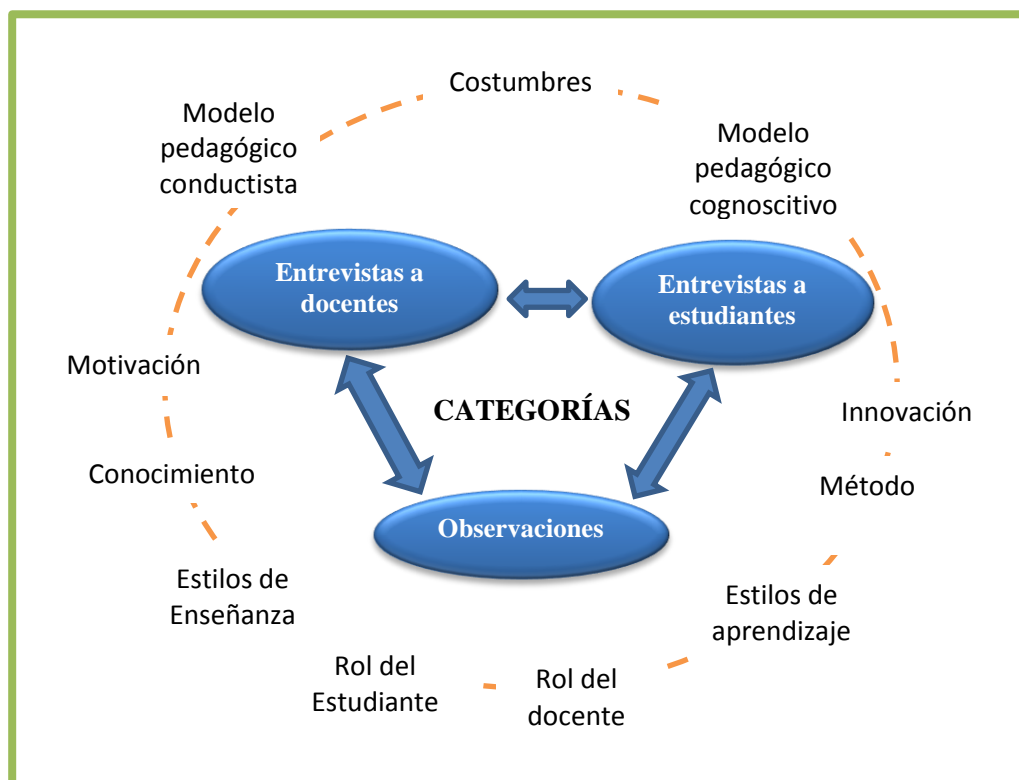 Costumbres
Modelo
pedagógico
conductista
Modelo
pedagógico
cognoscitivo
Entrevistas a
docentes
Entrevistas a
estudiantes
Motivación
CATEGORÍAS
Innovación
Conocimiento
Método
Observaciones
Estilos de
Enseñanza
Estilos de
aprendizaje
Rol del
Estudiante
Rol del
docente